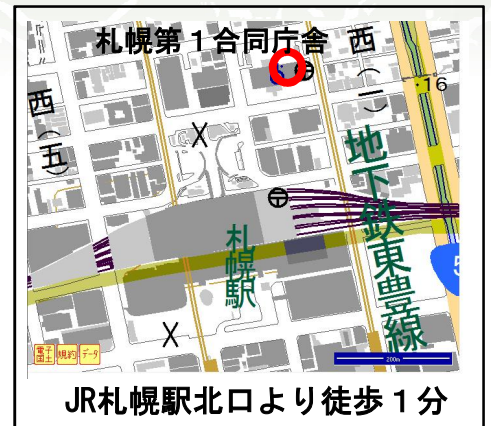 札幌第１合同庁舎
西（一）
・16
西（五）
地下鉄東豊線
札幌駅
5
電子国土
規約
データ
200m
JR札幌駅北口より徒歩１分